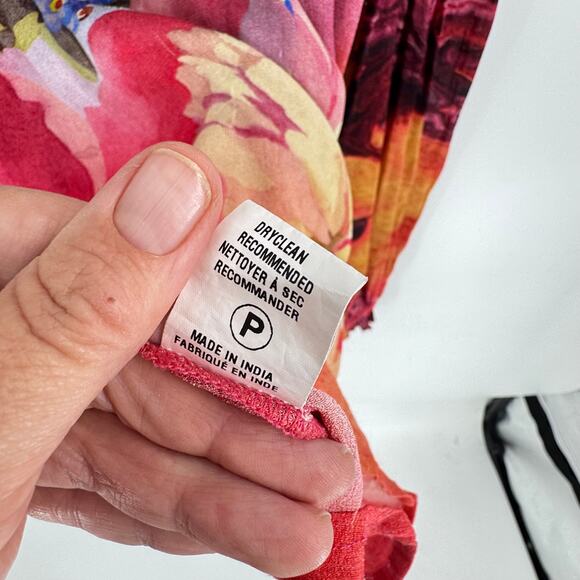 DRYCLEAN
RECOMMENDED
NETTOYER À SEC
RECOMMANDER
P
MADE IN INDIA
FABRIQUÉ EN INDE